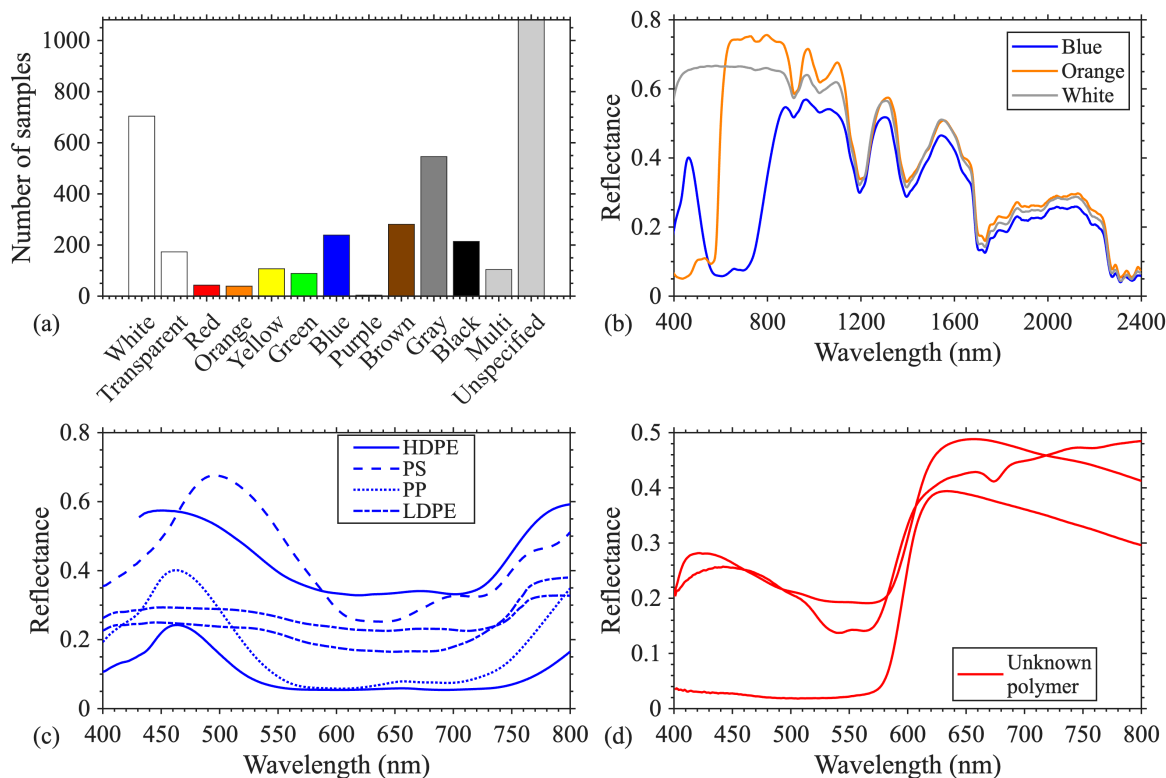 1000
800
600
400
200
0
Number of samples
(a)
White
Transparent
Red
Orange
Yellow
Green
Blue
Purple
Brown
Gray
Black
Multi
Unspecified
0.8
0.6
0.4
0.2
0
Reflectance
Blue
Orange
White
(b)
400 800 1200 1600 2000 2400
Wavelength (nm)
0.8
0.6
0.4
0.2
0
Reflectance
HDPE
PS
PP
LDPE
(c)
400 450 500 550 600 650 700 750 800
Wavelength (nm)
0.5
0.4
0.3
0.2
0.1
0
Reflectance
Unknown
polymer
(d)
400 450 500 550 600 650 700 750 800
Wavelength (nm)